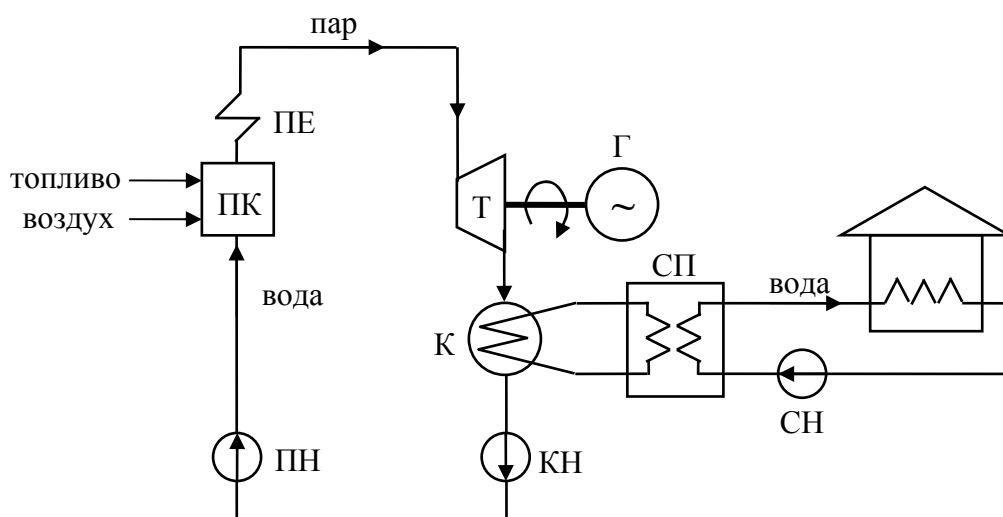 пар
ПЕ
Г
топливо
ПК
Т
~
воздух
СП
вода
вода
К
СН
ПН
КН